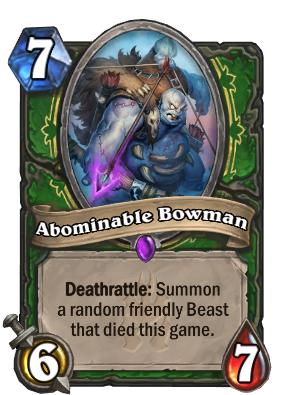 7
Abominable Bowman
Deathrattle: Summon
a random friendly Beast
that died this game.
6
7